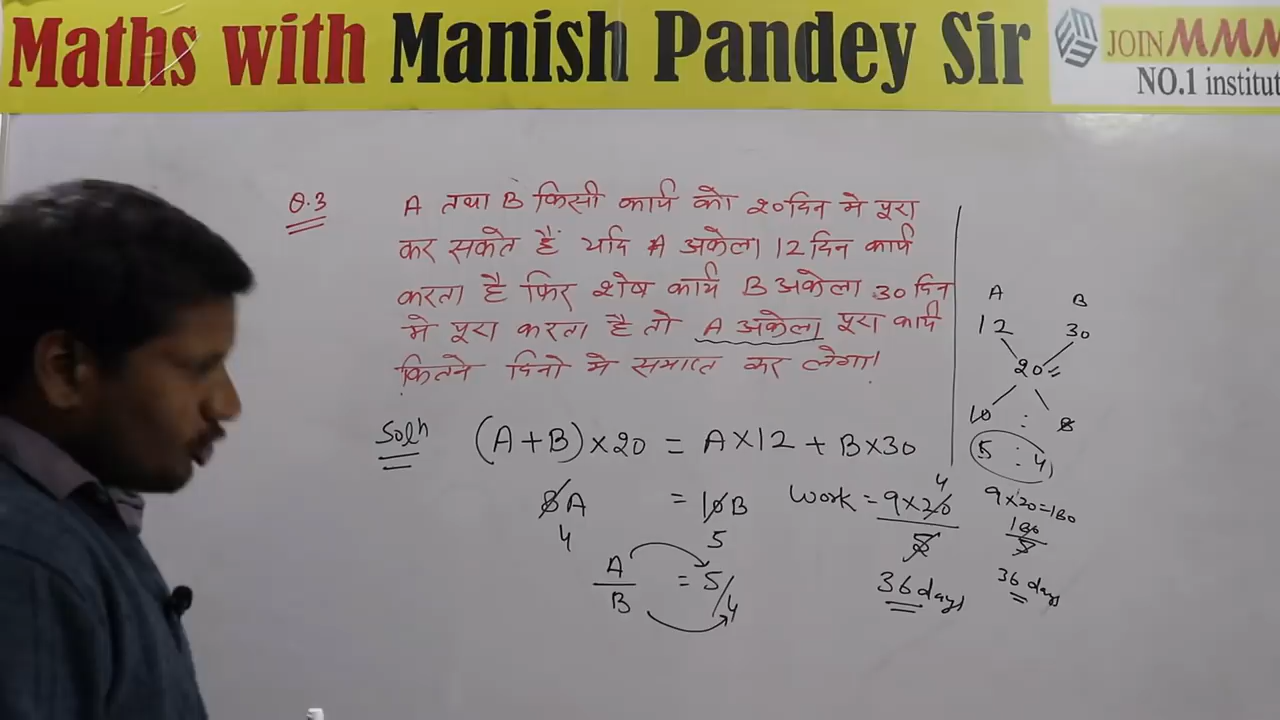 Maths with Manish Pandey Sir
JOIN MMM
NO.1 institut
Q.3 A तथा B किसी कार्य को 20 दिन मे पूरा
कर सकते हैं यदि A अकेला 12 दिन कार्य
करता है फिर शेष कार्य B अकेला 30 दिन
मे पूरा करता है तो A अकेला पूरा कार्य
कितने दिनो मे समाप्त कर लेगा!
Solⁿ (A+B)×20 = A×12 + B×30
8A = 10B
4 5
A/B = 5/4
Work = 9×20/5
4
36 days
A B
12 30
20
10 : 8
5 : 4
9×20=180
180/5
36 days